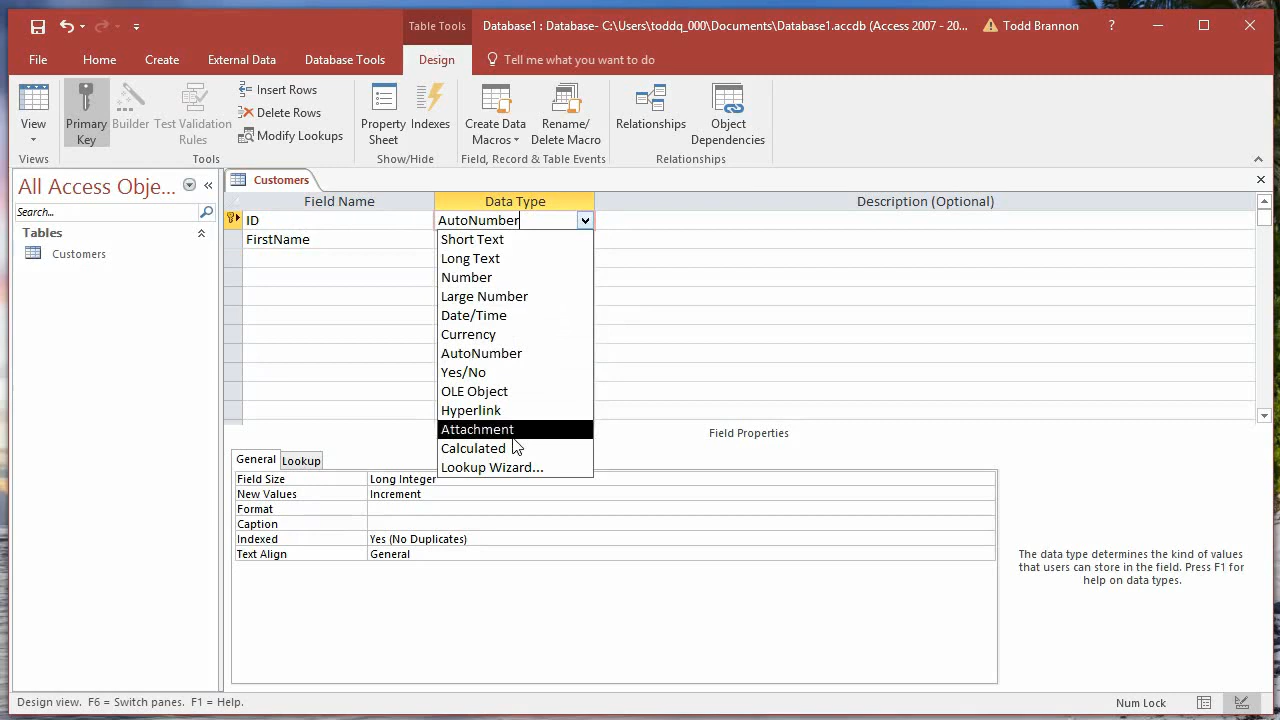 Table Tools
Database1 : Database- C:\Users\toddq_000\Documents\Database1.accdb (Access 2007 - 20...
Todd Brannon
?
File
Home
Create
External Data
Database Tools
Design
Tell me what you want to do
View
Primary
Key
Builder
Test Validation
Rules
Insert Rows
Delete Rows
Modify Lookups
Property
Sheet
Indexes
Create Data
Macros
Rename/
Delete Macro
Relationships
Object
Dependencies
Views
Tools
Show/Hide
Field, Record & Table Events
Relationships
All Access Obje...
Search...
Tables
Customers
Customers
Field Name
Data Type
Description (Optional)
ID
AutoNumber
FirstName
Short Text
Long Text
Number
Large Number
Date/Time
Currency
AutoNumber
Yes/No
OLE Object
Hyperlink
Attachment
Calculated
Lookup Wizard...
Field Properties
General
Lookup
Field Size
Long Integer
New Values
Increment
Format
Caption
Indexed
Yes (No Duplicates)
Text Align
General
The data type determines the kind of values
that users can store in the field. Press F1 for
help on data types.
Design view. F6 = Switch panes. F1 = Help.
Num Lock